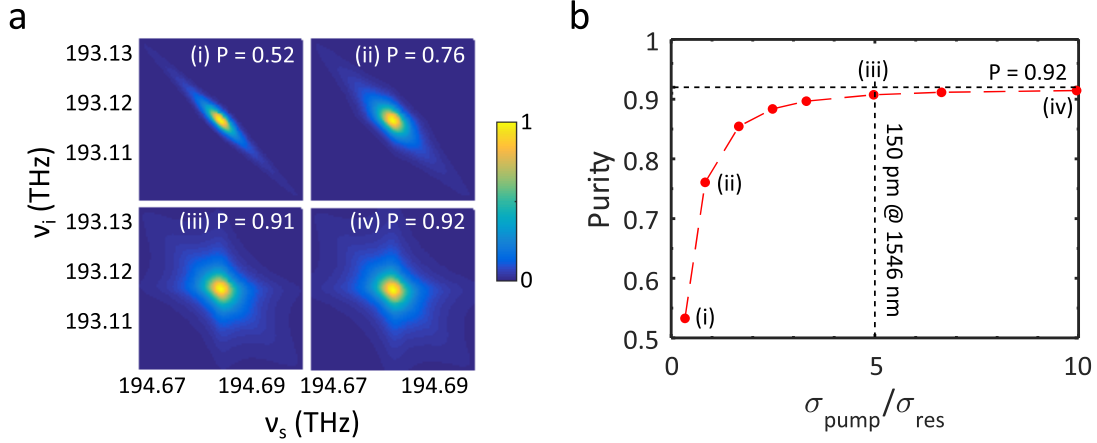 a
ν_i (THz)
193.13
193.12
193.11
(i) P = 0.52
(ii) P = 0.76
193.13
193.12
193.11
(iii) P = 0.91
(iv) P = 0.92
194.67
194.69
194.67
194.69
ν_s (THz)
1
0
b
Purity
1
0.9
0.8
0.7
0.6
0.5
(iii)
P = 0.92
(iv)
(ii)
(i)
150 pm @ 1546 nm
0
5
10
σ_pump/σ_res